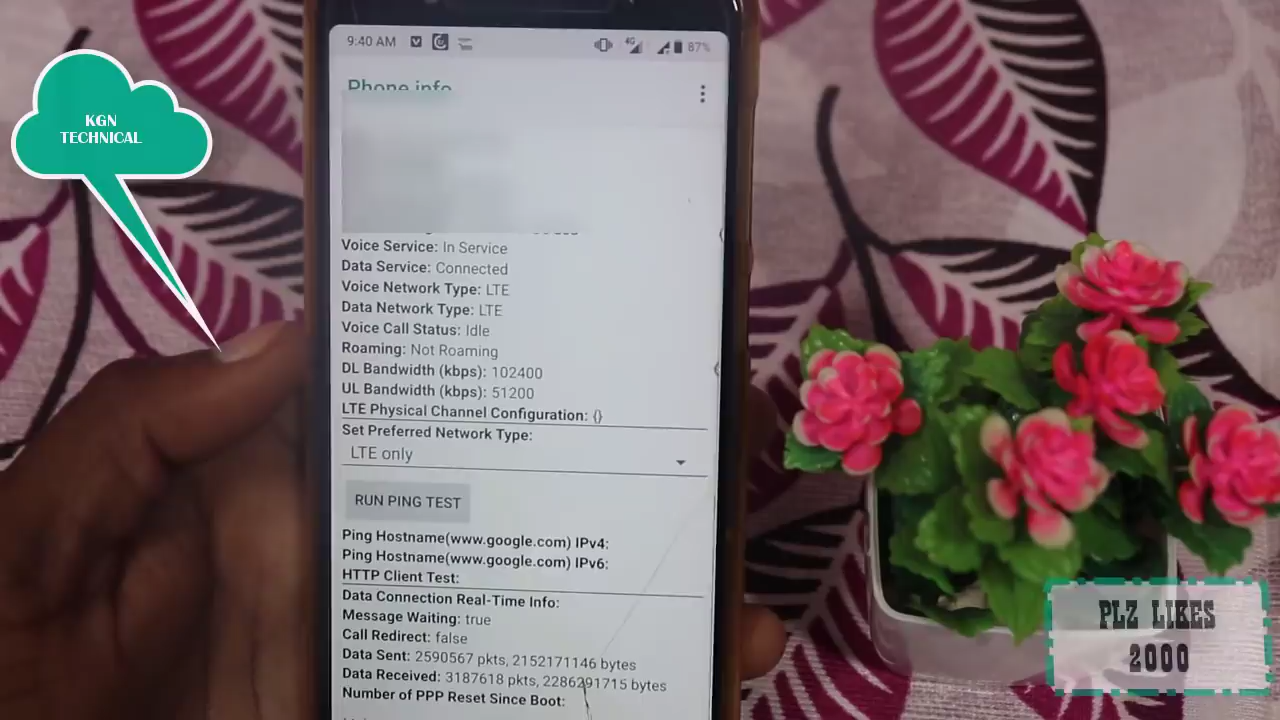 9:40 AM
4G
87%
KGN
TECHNICAL
Phone info
Voice Service: In Service
Data Service: Connected
Voice Network Type: LTE
Data Network Type: LTE
Voice Call Status: Idle
Roaming: Not Roaming
DL Bandwidth (kbps): 102400
UL Bandwidth (kbps): 51200
LTE Physical Channel Configuration: {}
Set Preferred Network Type:
LTE only
RUN PING TEST
Ping Hostname(www.google.com) IPv4:
Ping Hostname(www.google.com) IPv6:
HTTP Client Test:
Data Connection Real-Time Info:
Message Waiting: true
Call Redirect: false
Data Sent: 2590567 pkts, 2152171146 bytes
Data Received: 3187618 pkts, 2286291715 bytes
Number of PPP Reset Since Boot:
PLZ LIKES
2000